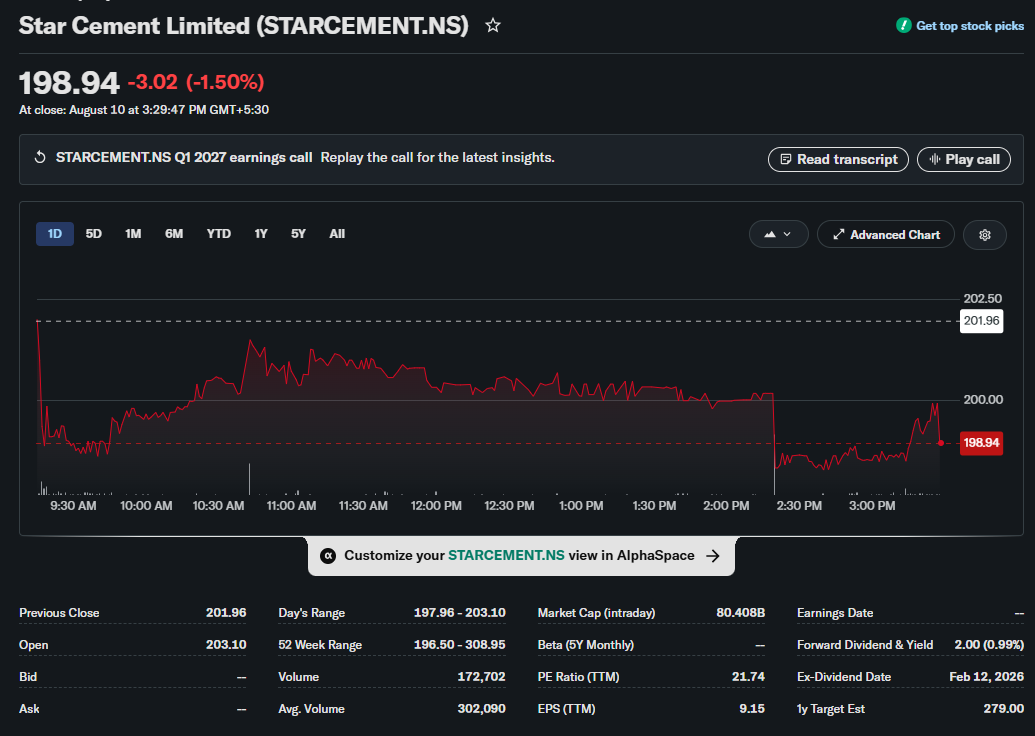 Star Cement Limited (STARCEMENT.NS)
Get top stock picks
198.94 -3.02 (-1.50%)
At close: August 10 at 3:29:47 PM GMT+5:30
STARCEMENT.NS Q1 2027 earnings call Replay the call for the latest insights.
Read transcript
Play call
1D 5D 1M 6M YTD 1Y 5Y All
Advanced Chart
202.50
201.96
200.00
198.94
9:30 AM 10:00 AM 10:30 AM 11:00 AM 11:30 AM 12:00 PM 12:30 PM 1:00 PM 1:30 PM 2:00 PM 2:30 PM 3:00 PM
Customize your STARCEMENT.NS view in AlphaSpace
Previous Close 201.96 Day's Range 197.96 - 203.10 Market Cap (intraday) 80.408B Earnings Date --
Open 203.10 52 Week Range 196.50 - 308.95 Beta (5Y Monthly) -- Forward Dividend & Yield 2.00 (0.99%)
Bid -- Volume 172,702 PE Ratio (TTM) 21.74 Ex-Dividend Date Feb 12, 2026
Ask -- Avg. Volume 302,090 EPS (TTM) 9.15 1y Target Est 279.00